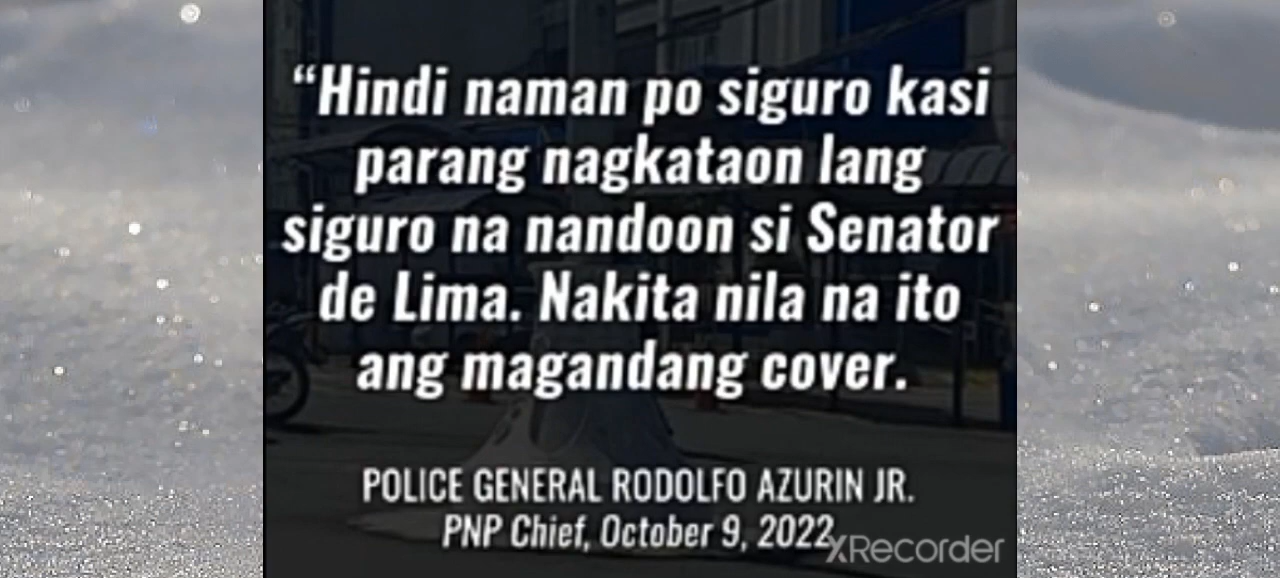 “Hindi naman po siguro kasi
parang nagkataon lang
siguro na nandoon si Senator
de Lima. Nakita nila na ito
ang magandang cover.
POLICE GENERAL RODOLFO AZURIN JR.
PNP Chief, October 9, 2022
XRecorder